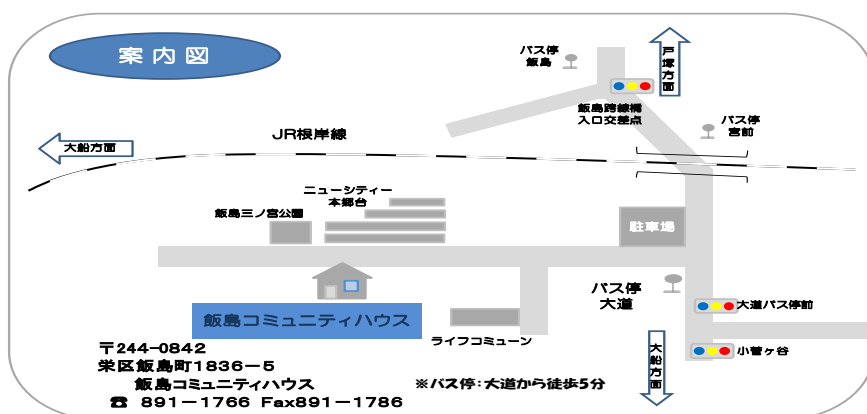 案内図
バス停
飯島
戸塚方面
飯島跨線橋
入口交差点
バス停
宮前
JR根岸線
大船方面
ニューシティー
本郷台
飯島三ノ宮公園
駐車場
バス停
大道
大道バス停前
飯島コミュニティハウス
ライフコミューン
大船方面
小菅ヶ谷
〒244-0842
栄区飯島町1836－5
飯島コミュニティハウス
※バス停:大道から徒歩5分
☎ 891－1766 Fax891－1786